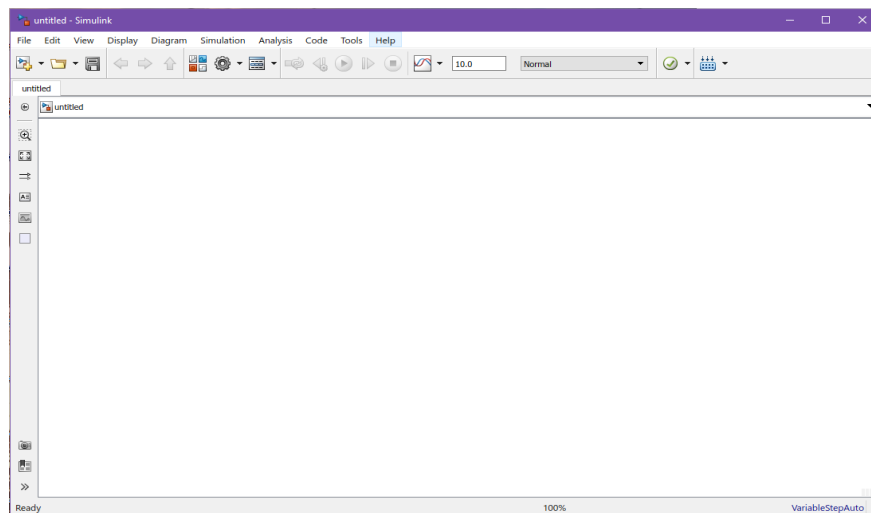 untitled - Simulink
File Edit View Display Diagram Simulation Analysis Code Tools Help
10.0 Normal
untitled
untitled
Ready 100% VariableStepAuto